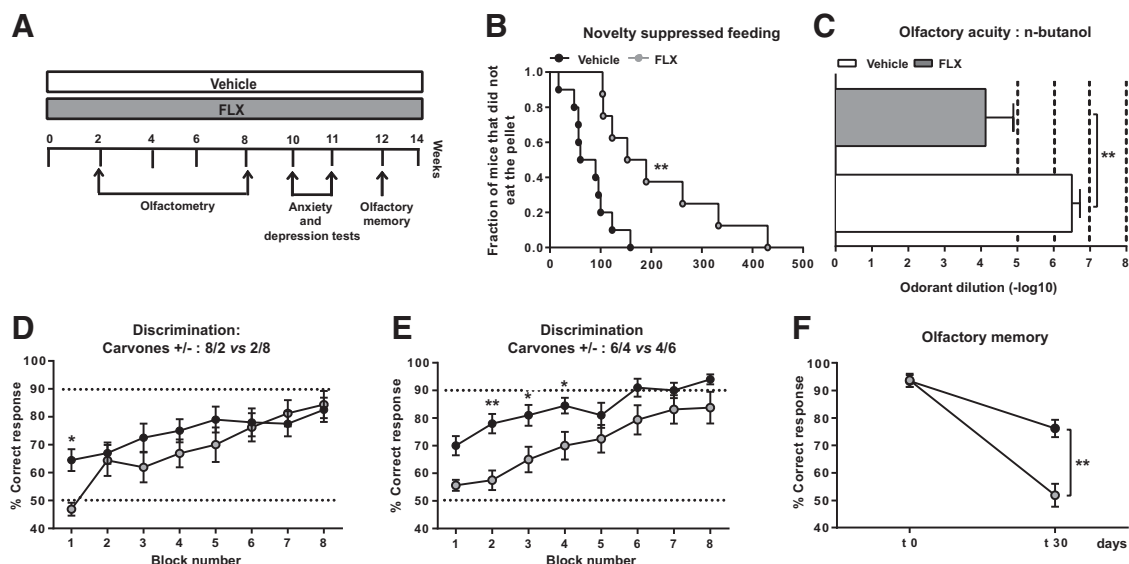 A
Vehicle
FLX
0 2 4 6 8 10 11 12 14
Weeks
Olfactometry
Anxiety
and
depression tests
Olfactory
memory
B
Novelty suppressed feeding
Vehicle FLX
Fraction of mice that did not
eat the pellet
1.0
0.8
0.6
0.4
0.2
0.0
**
0 100 200 300 400 500
C
Olfactory acuity : n-butanol
Vehicle FLX
**
0 1 2 3 4 5 6 7 8
Odorant dilution (-log10)
D
Discrimination:
Carvones +/- : 8/2 vs 2/8
% Correct response
100
90
80
70
60
50
40
*
1 2 3 4 5 6 7 8
Block number
E
Discrimination
Carvones +/- : 6/4 vs 4/6
% Correct response
100
90
80
70
60
50
40
** * *
1 2 3 4 5 6 7 8
Block number
F
Olfactory memory
% Correct response
100
90
80
70
60
50
40
**
t 0 t 30 days